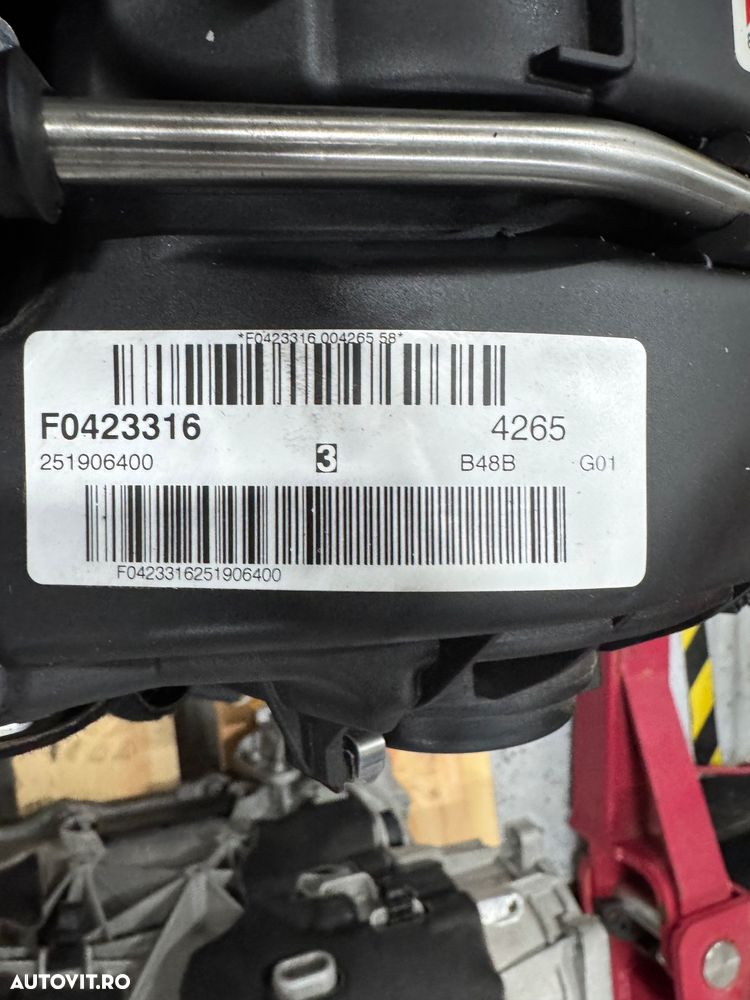 *F0423316 004265 58*
F0423316 4265
251906400 3 B48B G01
F0423316251906400
AUTOVIT.RO